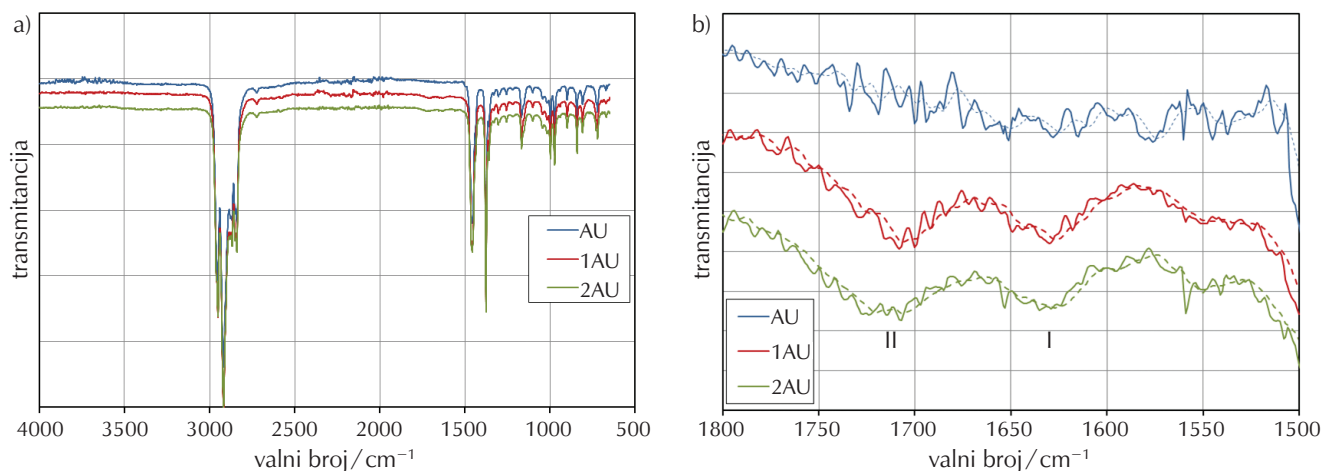 a)
transmitancija
AU
1AU
2AU
4000 3500 3000 2500 2000 1500 1000 500
valni broj/cm⁻¹
b)
transmitancija
AU
1AU
2AU
II I
1800 1750 1700 1650 1600 1550 1500
valni broj/cm⁻¹